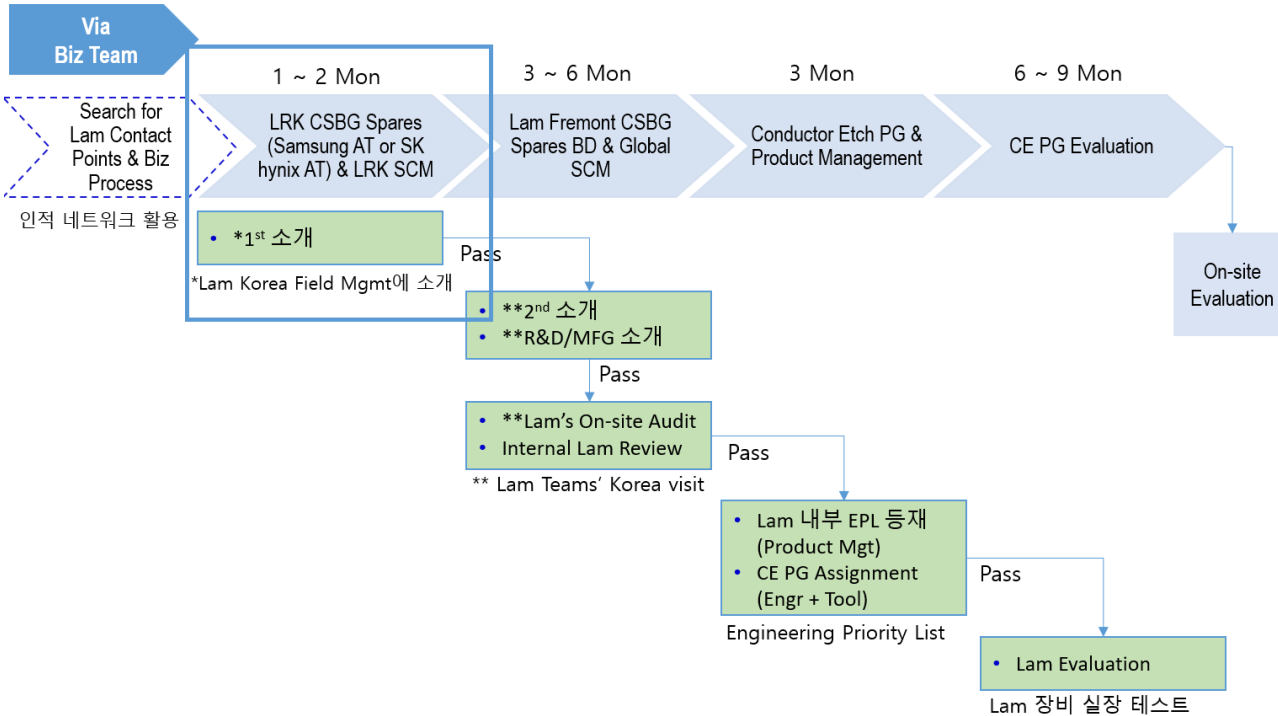 Via
Biz Team
1 ~ 2 Mon
3 ~ 6 Mon
3 Mon
6 ~ 9 Mon
Search for
Lam Contact
Points & Biz
Process
LRK CSBG Spares
(Samsung AT or SK
hynix AT) & LRK SCM
Lam Fremont CSBG
Spares BD & Global
SCM
Conductor Etch PG &
Product Management
CE PG Evaluation
인적 네트워크 활용
• *1st 소개
*Lam Korea Field Mgmt에 소개
Pass
On-site
Evaluation
• **2nd 소개
• **R&D/MFG 소개
Pass
• **Lam's On-site Audit
• Internal Lam Review
** Lam Teams' Korea visit
Pass
• Lam 내부 EPL 등재
(Product Mgt)
• CE PG Assignment
(Engr + Tool)
Engineering Priority List
Pass
• Lam Evaluation
Lam 장비 실장 테스트